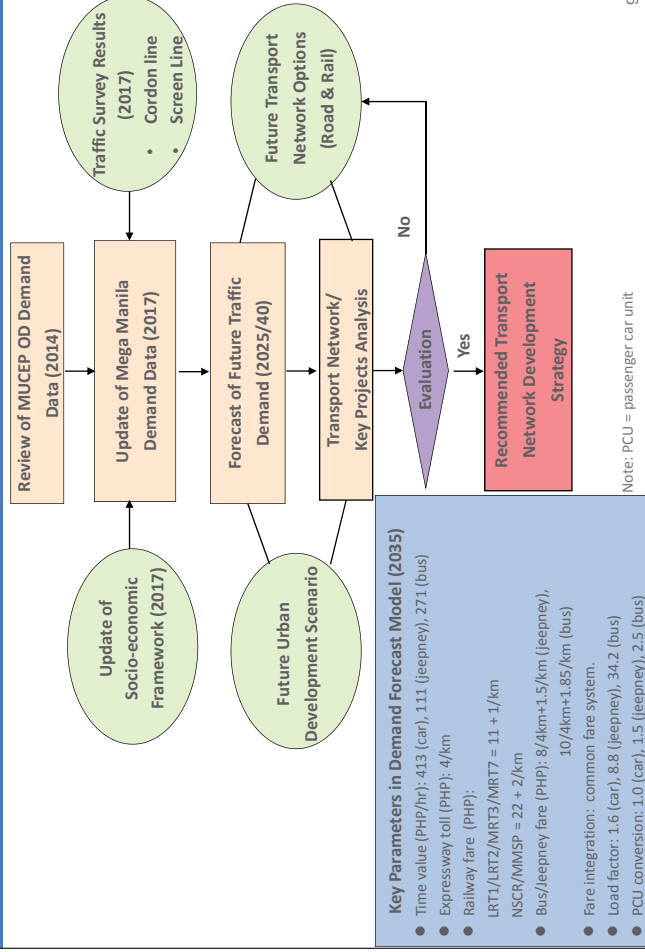 Review of MUCEP OD Demand
Data (2014)
Update of
Socio-economic
Framework (2017)
Update of Mega Manila
Demand Data (2017)
Traffic Survey Results
(2017)
• Cordon line
• Screen Line
Future Urban
Development Scenario
Forecast of Future Traffic
Demand (2025/40)
Future Transport
Network Options
(Road & Rail)
Transport Network/
Key Projects Analysis
Evaluation
No
Yes
Recommended Transport
Network Development
Strategy
Key Parameters in Demand Forecast Model (2035)
● Time value (PHP/hr): 413 (car), 111 (jeepney), 271 (bus)
● Expressway toll (PHP): 4/km
● Railway fare (PHP):
LRT1/LRT2/MRT3/MRT7 = 11 + 1/km
NSCR/MMSP = 22 + 2/km
● Bus/Jeepney fare (PHP): 8/4km+1.5/km (jeepney),
10/4km+1.85/km (bus)
● Fare integration: common fare system.
● Load factor: 1.6 (car), 8.8 (jeepney), 34.2 (bus)
● PCU conversion: 1.0 (car), 1.5 (jeepney), 2.5 (bus)
Note: PCU = passenger car unit